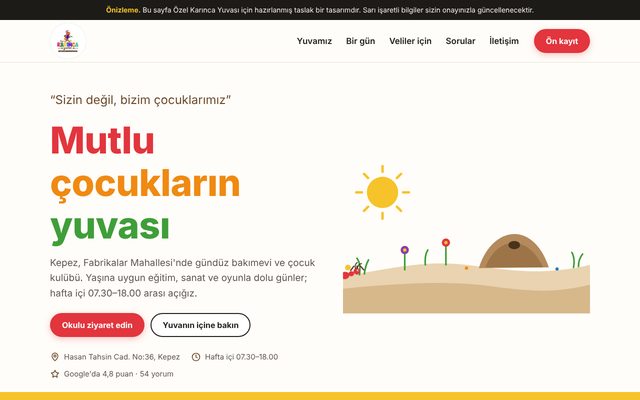 Önizleme. Bu sayfa Özel Karınca Yuvası için hazırlanmış taslak bir tasarımdır. Sarı işaretli bilgiler sizin onayınızla güncellenecektir.
KARINCA
Yuvamız
Bir gün
Veliler için
Sorular
İletişim
Ön kayıt
“Sizin değil, bizim çocuklarımız”
Mutlu
çocukların
yuvası
Kepez, Fabrikalar Mahallesi'nde gündüz bakımevi ve çocuk
kulübü. Yaşına uygun eğitim, sanat ve oyunla dolu günler;
hafta içi 07.30–18.00 arası açığız.
Okulu ziyaret edin
Yuvanın içine bakın
Hasan Tahsin Cad. No:36, Kepez
Hafta içi 07.30–18.00
Google'da 4,8 puan · 54 yorum